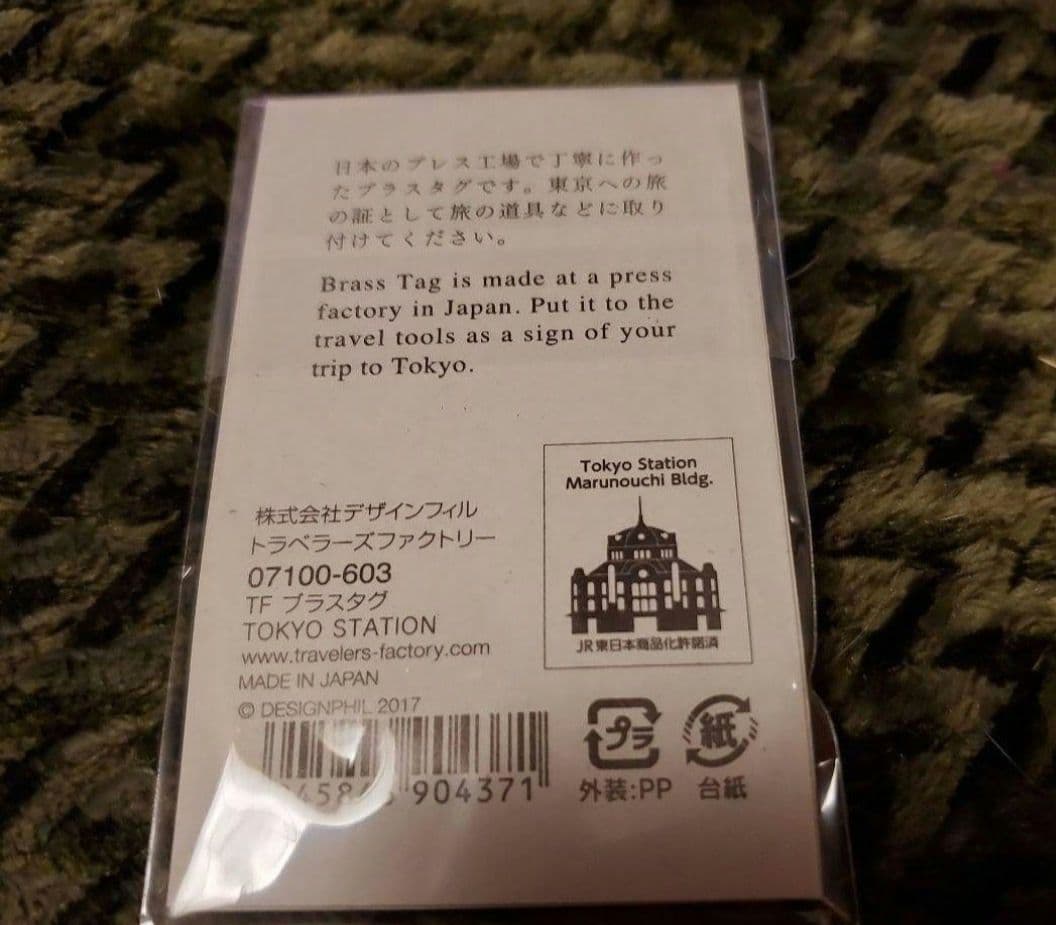 日本のプレス工場で丁寧に作っ
たブラスタグです。東京への旅
の証として旅の道具などに取り
付けてください。
Brass Tag is made at a press
factory in Japan. Put it to the
travel tools as a sign of your
trip to Tokyo.
Tokyo Station
Marunouchi Bldg.
JR東日本商品化許諾済
株式会社デザインフィル
トラベラーズファクトリー
07100-603
TF ブラスタグ
TOKYO STATION
www.travelers-factory.com
MADE IN JAPAN
© DESIGNPHIL 2017
904371
プラ
外装:PP
紙
台紙